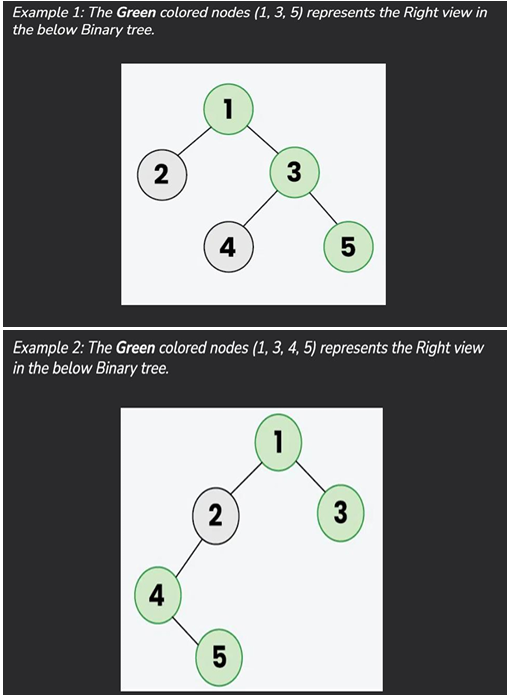 Example 1: The Green colored nodes (1, 3, 5) represents the Right view in
the below Binary tree.
1
2
3
4
5
Example 2: The Green colored nodes (1, 3, 4, 5) represents the Right view
in the below Binary tree.
1
2
3
4
5